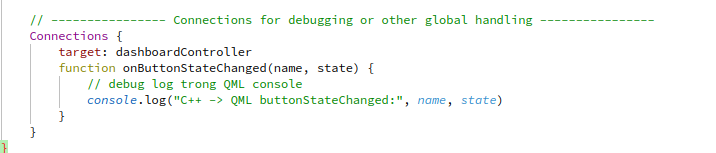 // ---------------- Connections for debugging or other global handling ----------------
Connections {
target: dashboardController
function onButtonStateChanged(name, state) {
// debug log trong QML console
console.log("C++ -> QML buttonStateChanged:", name, state)
}
}
}